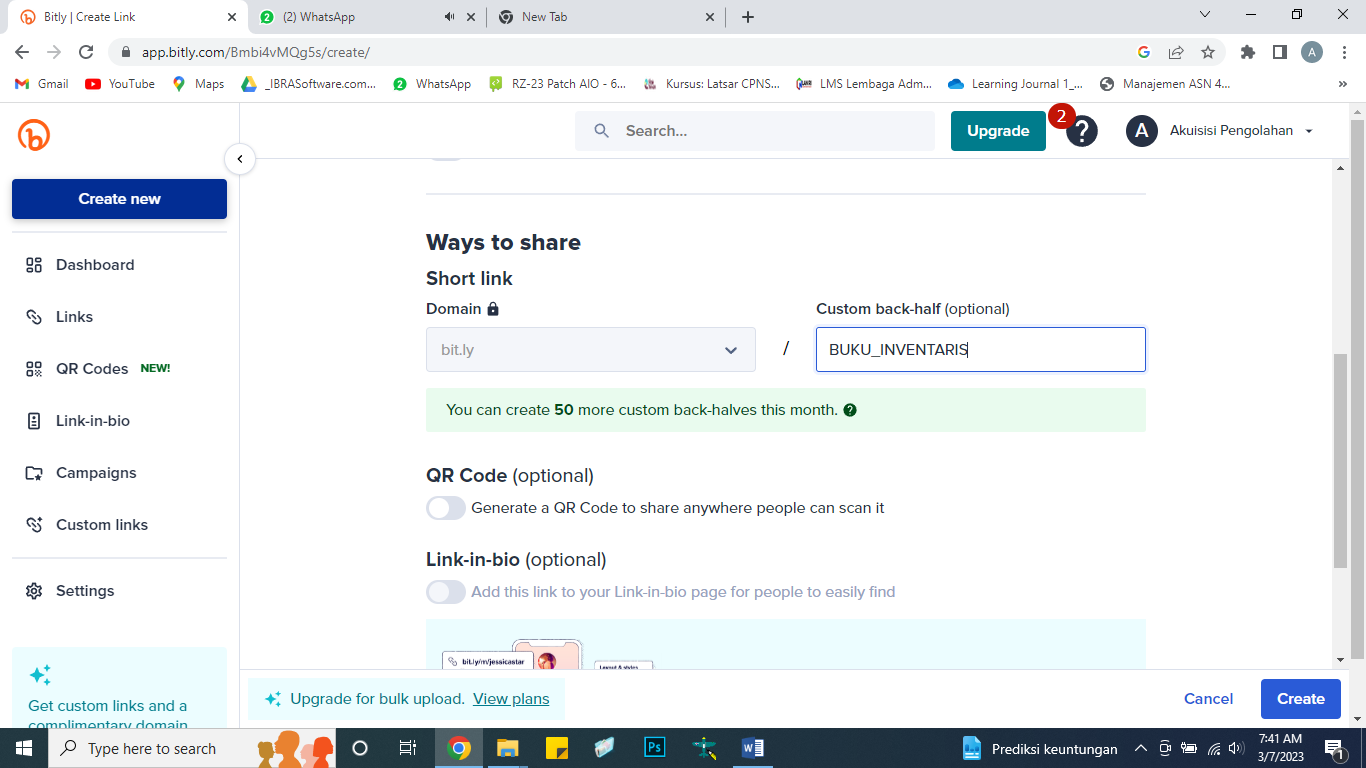 Bitly | Create Link
(2) WhatsApp
New Tab
app.bitly.com/Bmbi4vMQg5s/create/
A
Gmail
YouTube
Maps
_IBRASoftware.com...
2
WhatsApp
RZ-23 Patch AIO - 6...
Kursus: Latsar CPNS...
LMS Lembaga Adm...
Learning Journal 1_...
Manajemen ASN 4...
Search...
Upgrade
2
?
A
Akuisisi Pengolahan
Create new
Dashboard
Links
QR Codes NEW!
Link-in-bio
Campaigns
Custom links
Settings
Get custom links and a
complimentary domain
Ways to share
Short link
Domain
Custom back-half (optional)
bit.ly
/
BUKU_INVENTARIS
You can create 50 more custom back-halves this month. ?
QR Code (optional)
Generate a QR Code to share anywhere people can scan it
Link-in-bio (optional)
Add this link to your Link-in-bio page for people to easily find
bit.ly/m/jessicastar
Layout & styles
Upgrade for bulk upload. View plans
Cancel
Create
Type here to search
Ps
W
Prediksi keuntungan
7:41 AM
3/7/2023
1